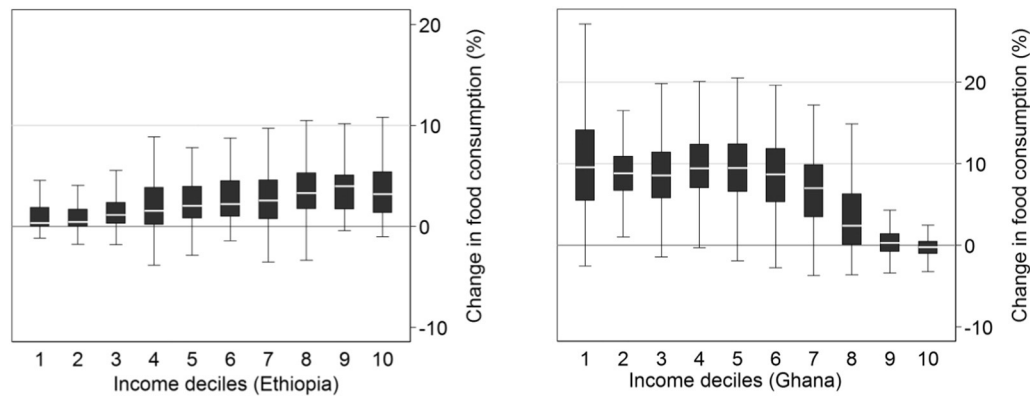 20
10
0
-10
Change in food consumption (%)
1 2 3 4 5 6 7 8 9 10
Income deciles (Ethiopia)
20
10
0
-10
Change in food consumption (%)
1 2 3 4 5 6 7 8 9 10
Income deciles (Ghana)